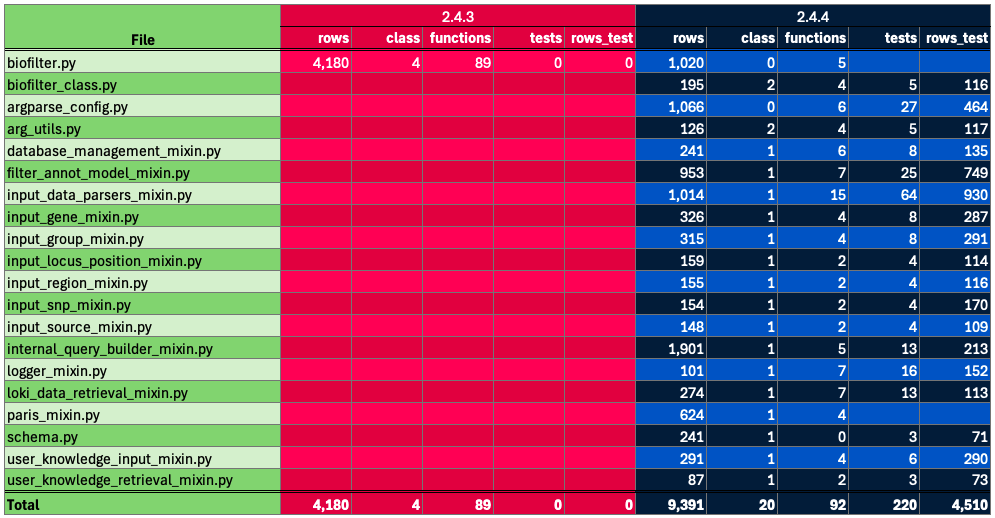 2.4.3 2.4.4
File rows class functions tests rows_test rows class functions tests rows_test
biofilter.py 4,180 4 89 0 0 1,020 0 5
biofilter_class.py 195 2 4 5 116
argparse_config.py 1,066 0 6 27 464
arg_utils.py 126 2 4 5 117
database_management_mixin.py 241 1 6 8 135
filter_annot_model_mixin.py 953 1 7 25 749
input_data_parsers_mixin.py 1,014 1 15 64 930
input_gene_mixin.py 326 1 4 8 287
input_group_mixin.py 315 1 4 8 291
input_locus_position_mixin.py 159 1 2 4 114
input_region_mixin.py 155 1 2 4 116
input_snp_mixin.py 154 1 2 4 170
input_source_mixin.py 148 1 2 4 109
internal_query_builder_mixin.py 1,901 1 5 13 213
logger_mixin.py 101 1 7 16 152
loki_data_retrieval_mixin.py 274 1 7 13 113
paris_mixin.py 624 1 4
schema.py 241 1 0 3 71
user_knowledge_input_mixin.py 291 1 4 6 290
user_knowledge_retrieval_mixin.py 87 1 2 3 73
Total 4,180 4 89 0 0 9,391 20 92 220 4,510